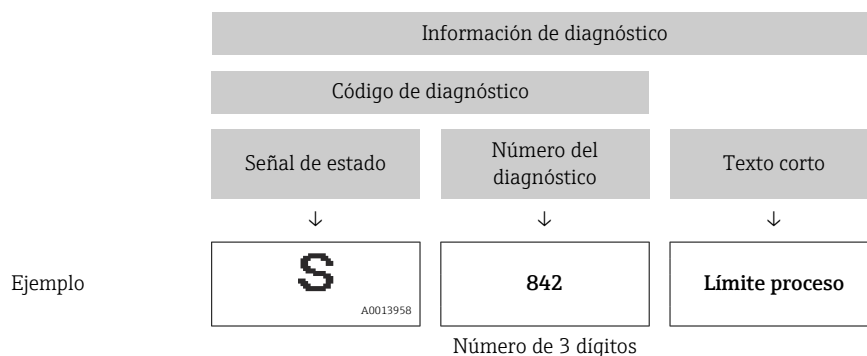 Información de diagnóstico
Código de diagnóstico
Señal de estado
Número del
diagnóstico
Texto corto
↓ ↓ ↓
Ejemplo
S
A0013958
842
Límite proceso
Número de 3 dígitos